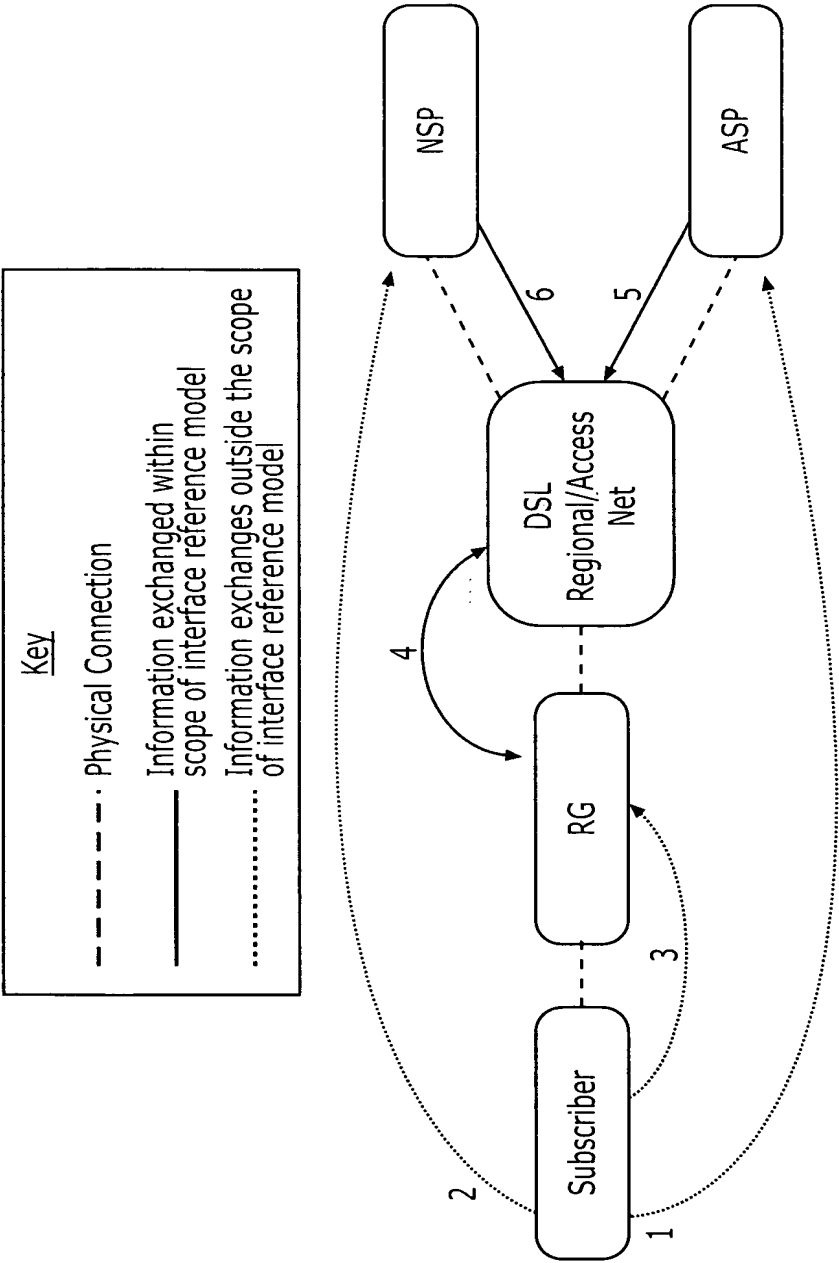 Key
Physical Connection
Information exchanged within
scope of interface reference model
Information exchanges outside the scope
of interface reference model
2
1
Subscriber
3
RG
4
DSL
Regional/Access
Net
6
5
NSP
ASP